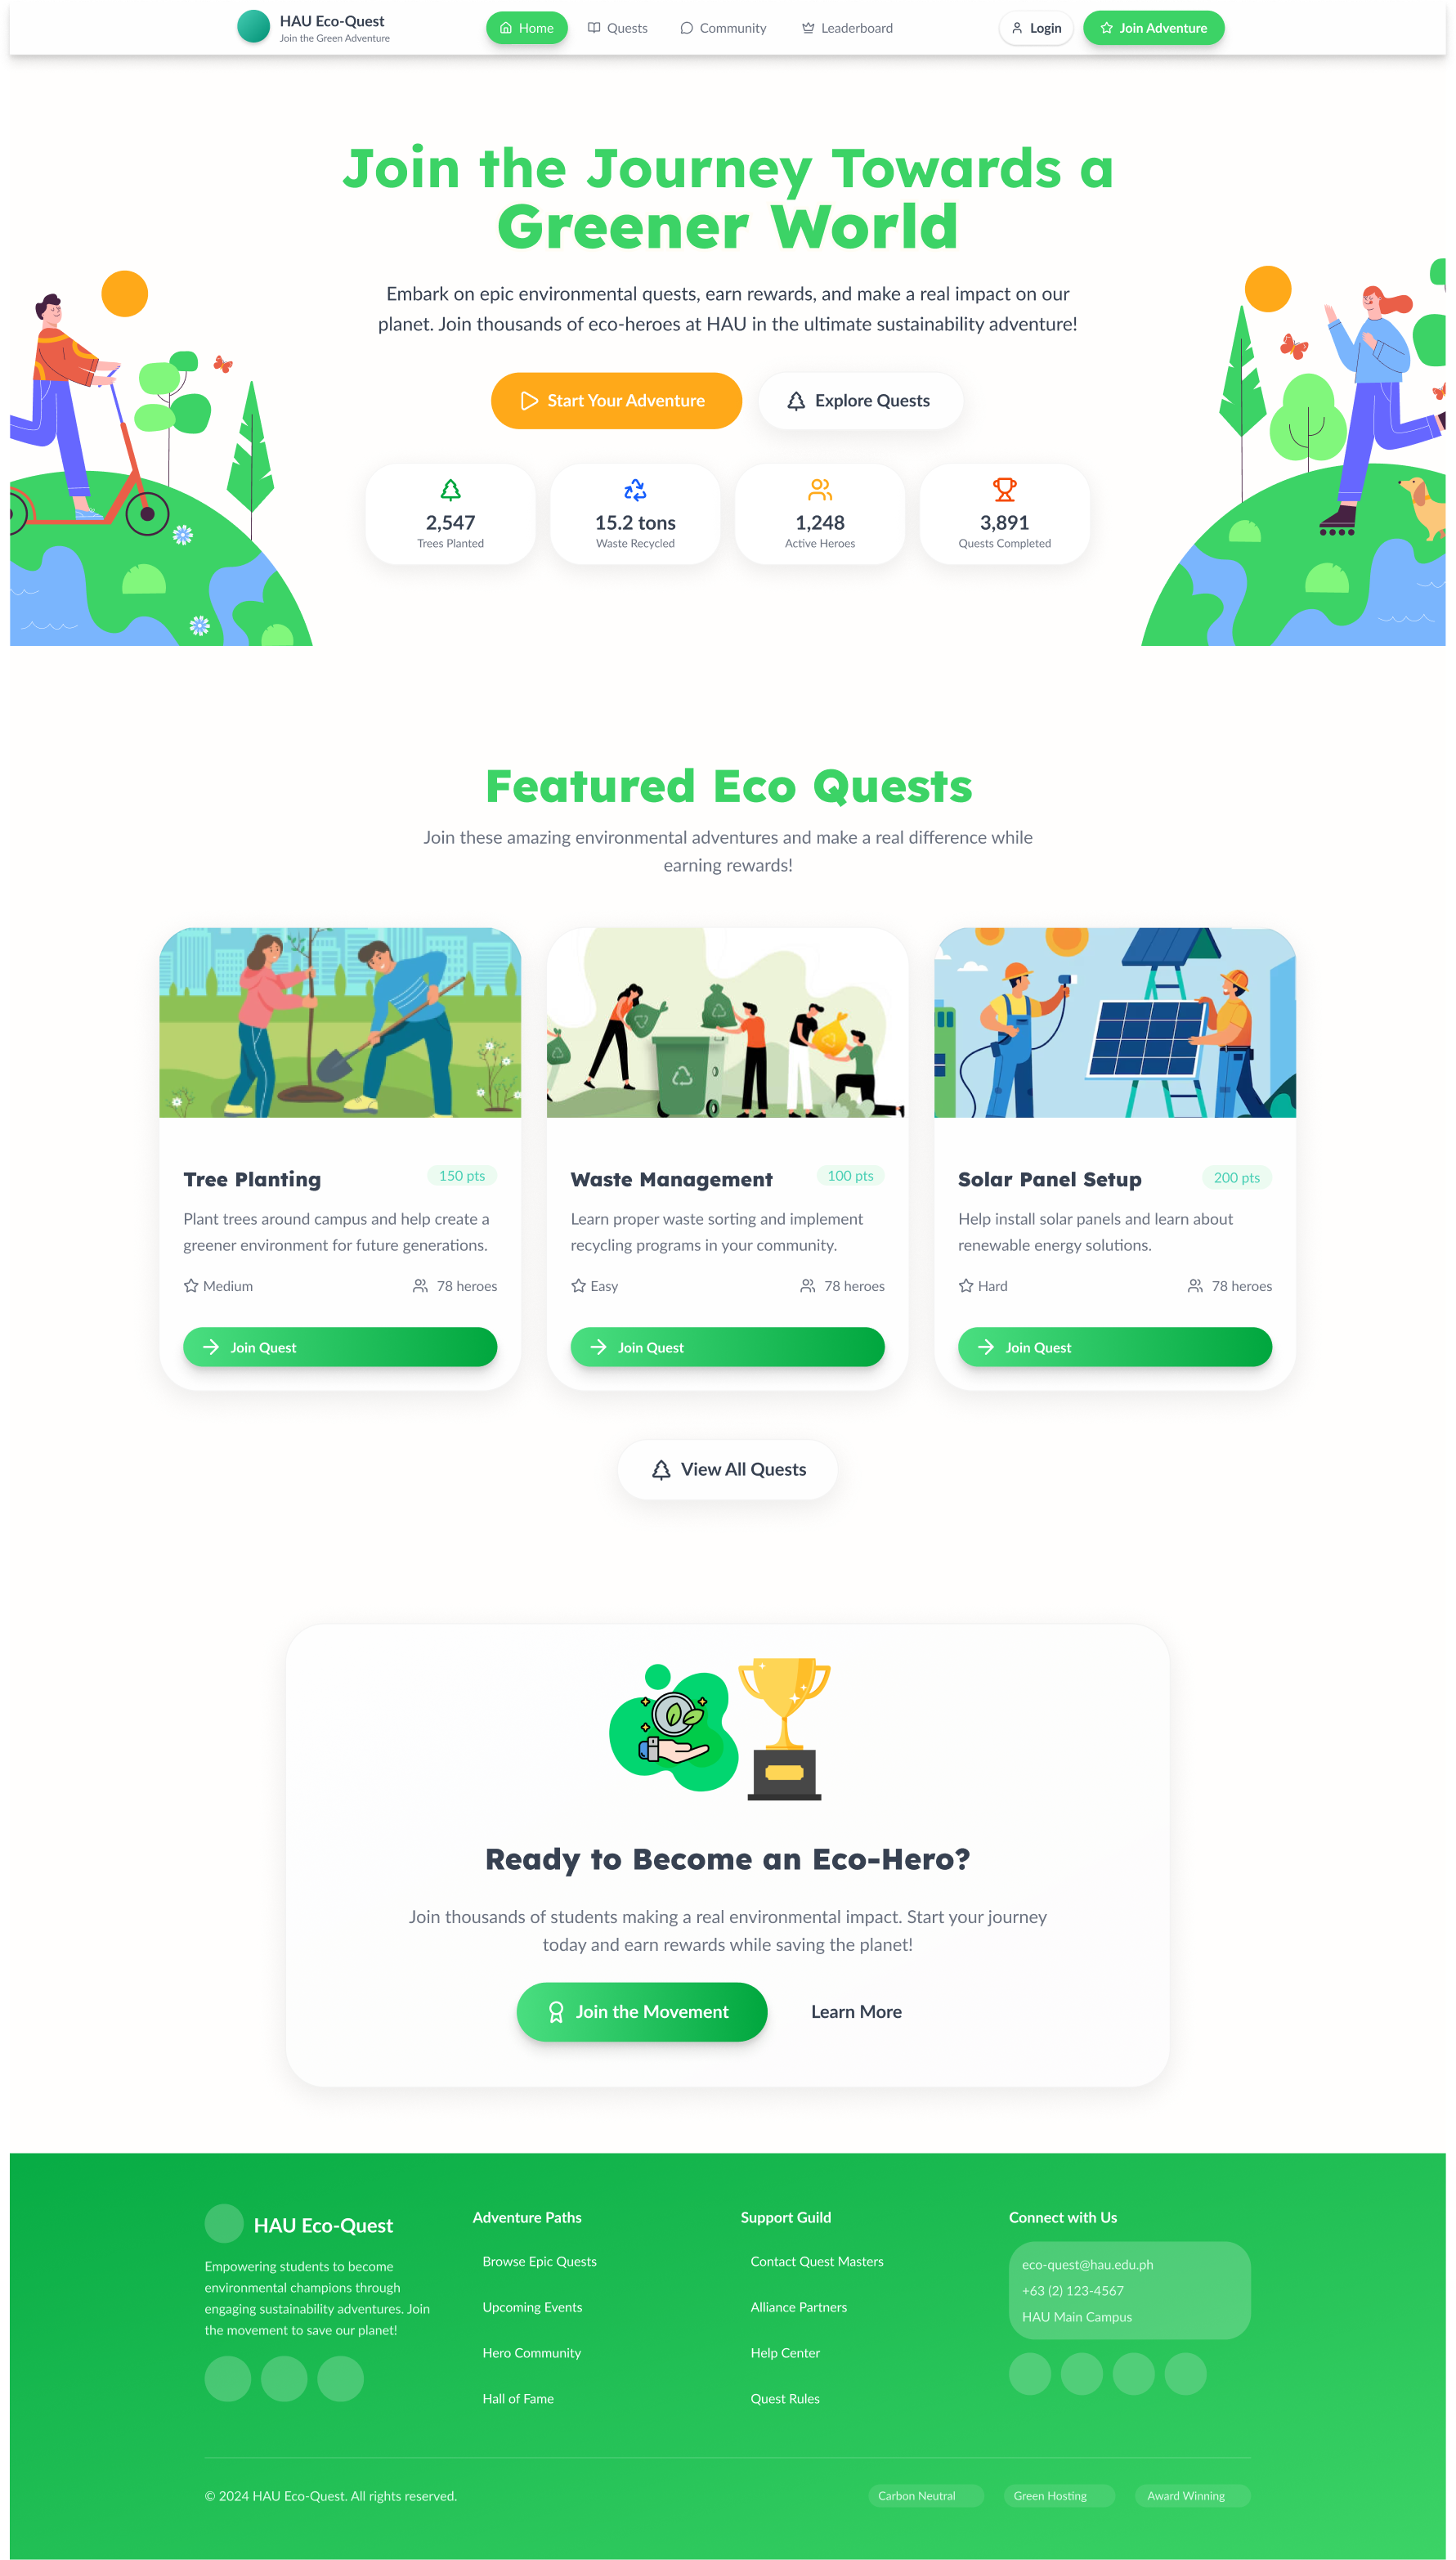 HAU Eco-Quest
Join the Green Adventure
Home
Quests
Community
Leaderboard
Login
Join Adventure
Join the Journey Towards a
Greener World
Embark on epic environmental quests, earn rewards, and make a real impact on our
planet. Join thousands of eco-heroes at HAU in the ultimate sustainability adventure!
Start Your Adventure
Explore Quests
2,547
Trees Planted
15.2 tons
Waste Recycled
1,248
Active Heroes
3,891
Quests Completed
Featured Eco Quests
Join these amazing environmental adventures and make a real difference while
earning rewards!
Tree Planting
150 pts
Plant trees around campus and help create a
greener environment for future generations.
Medium
78 heroes
Join Quest
Waste Management
100 pts
Learn proper waste sorting and implement
recycling programs in your community.
Easy
78 heroes
Join Quest
Solar Panel Setup
200 pts
Help install solar panels and learn about
renewable energy solutions.
Hard
78 heroes
Join Quest
View All Quests
Ready to Become an Eco-Hero?
Join thousands of students making a real environmental impact. Start your journey
today and earn rewards while saving the planet!
Join the Movement
Learn More
HAU Eco-Quest
Empowering students to become
environmental champions through
engaging sustainability adventures. Join
the movement to save our planet!
Adventure Paths
Browse Epic Quests
Upcoming Events
Hero Community
Hall of Fame
Support Guild
Contact Quest Masters
Alliance Partners
Help Center
Quest Rules
Connect with Us
eco-quest@hau.edu.ph
+63 (2) 123-4567
HAU Main Campus
© 2024 HAU Eco-Quest. All rights reserved.
Carbon Neutral
Green Hosting
Award Winning